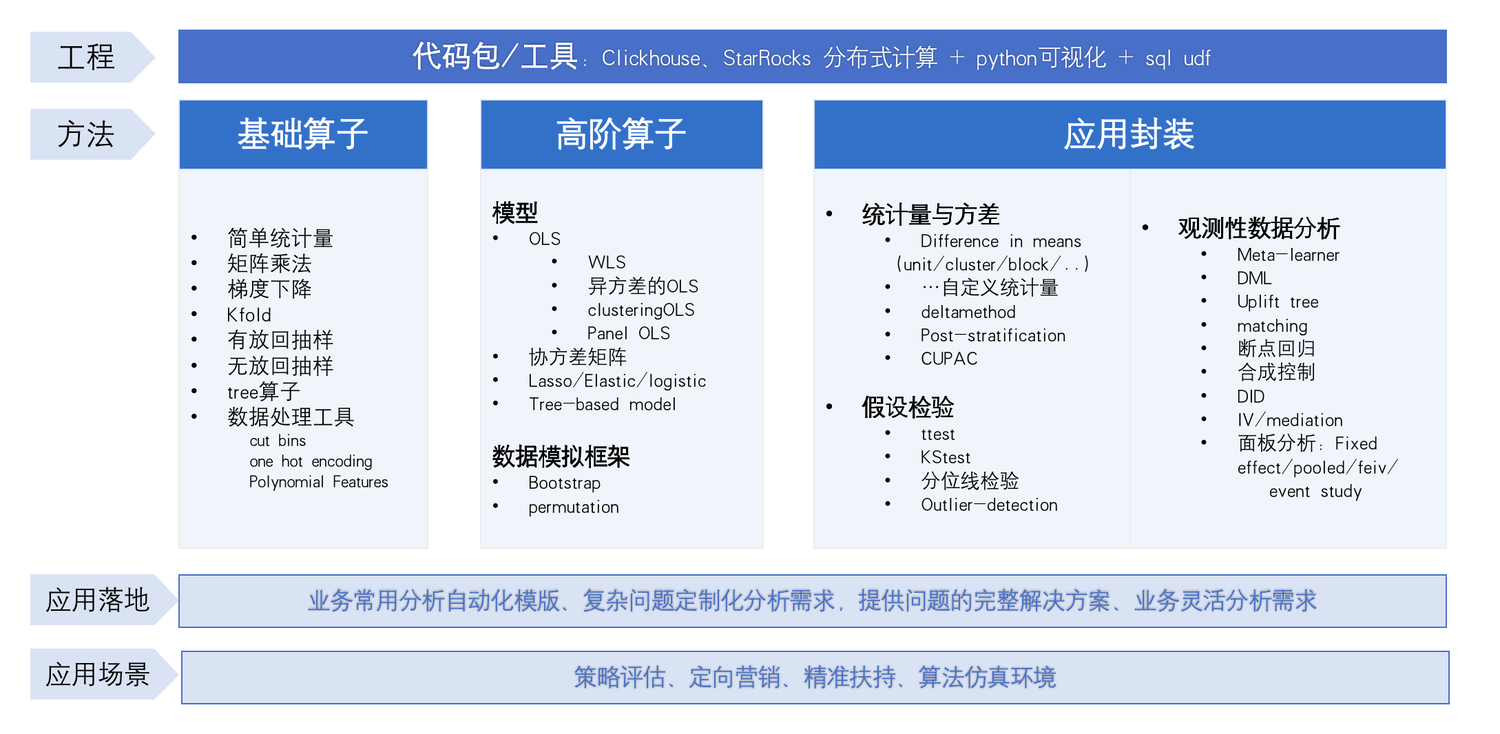 工程
代码包/工具：Clickhouse、StarRocks 分布式计算 + python可视化 + sql udf
方法
基础算子
• 简单统计量
• 矩阵乘法
• 梯度下降
• Kfold
• 有放回抽样
• 无放回抽样
• tree算子
• 数据处理工具
cut bins
one hot encoding
Polynomial Features
高阶算子
模型
• OLS
• WLS
• 异方差的OLS
• clusteringOLS
• Panel OLS
• 协方差矩阵
• Lasso/Elastic/logistic
• Tree-based model
数据模拟框架
• Bootstrap
• permutation
应用封装
• 统计量与方差
• Difference in means
(unit/cluster/block/..)
• …自定义统计量
• deltamethod
• Post-stratification
• CUPAC
• 假设检验
• ttest
• KStest
• 分位线检验
• Outlier-detection
• 观测性数据分析
• Meta-learner
• DML
• Uplift tree
• matching
• 断点回归
• 合成控制
• DID
• IV/mediation
• 面板分析：Fixed
effect/pooled/feiv/
event study
应用落地
业务常用分析自动化模版、复杂问题定制化分析需求，提供问题的完整解决方案、业务灵活分析需求
应用场景
策略评估、定向营销、精准扶持、算法仿真环境